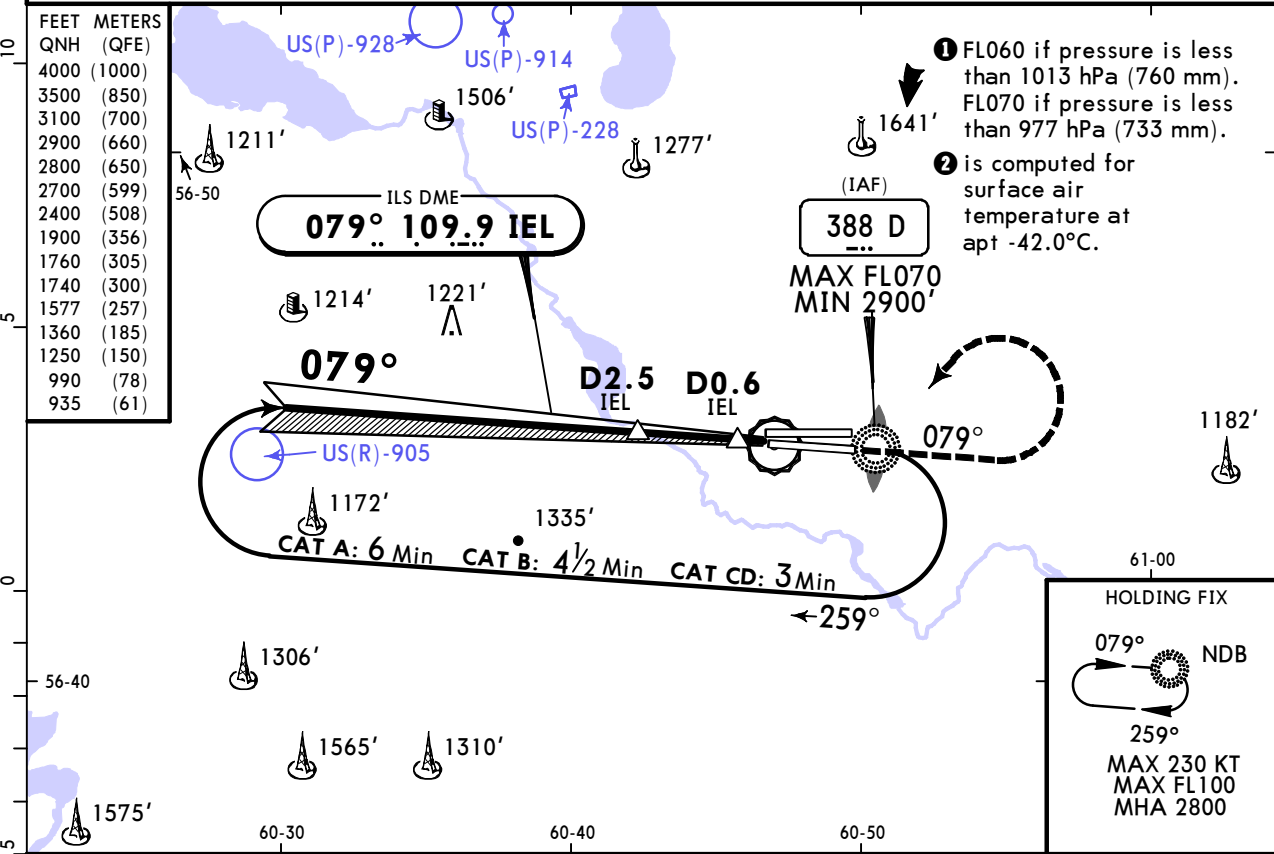 FEET METERS
QNH (QFE)
4000 (1000)
3500 (850)
3100 (700)
2900 (660)
2800 (650)
2700 (599)
2400 (508)
1900 (356)
1760 (305)
1740 (300)
1577 (257)
1360 (185)
1250 (150)
990 (78)
935 (61)
10
5
0
5
US(P)-928
US(P)-914
US(P)-228
1506'
1211'
56-50
1277'
1641'
❶ FL060 if pressure is less
than 1013 hPa (760 mm).
FL070 if pressure is less
than 977 hPa (733 mm).
❷ is computed for
surface air
temperature at
apt -42.0°C.
ILS DME
079° 109.9 IEL
(IAF)
388 D
MAX FL070
MIN 2900'
1214'
1221'
079°
D2.5
IEL
D0.6
IEL
079°
1182'
US(R)-905
1172'
1335'
CAT A: 6 Min CAT B: 4½ Min CAT CD: 3 Min
259°
61-00
1306'
56-40
1565'
1310'
1575'
60-30
60-40
60-50
HOLDING FIX
079°
NDB
259°
MAX 230 KT
MAX FL100
MHA 2800